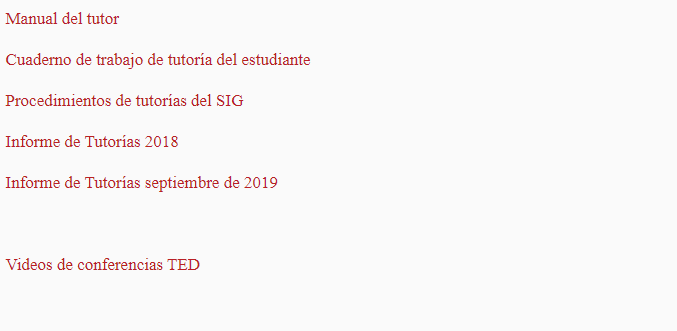 Manual del tutor
Cuaderno de trabajo de tutoría del estudiante
Procedimientos de tutorías del SIG
Informe de Tutorías 2018
Informe de Tutorías septiembre de 2019
Videos de conferencias TED